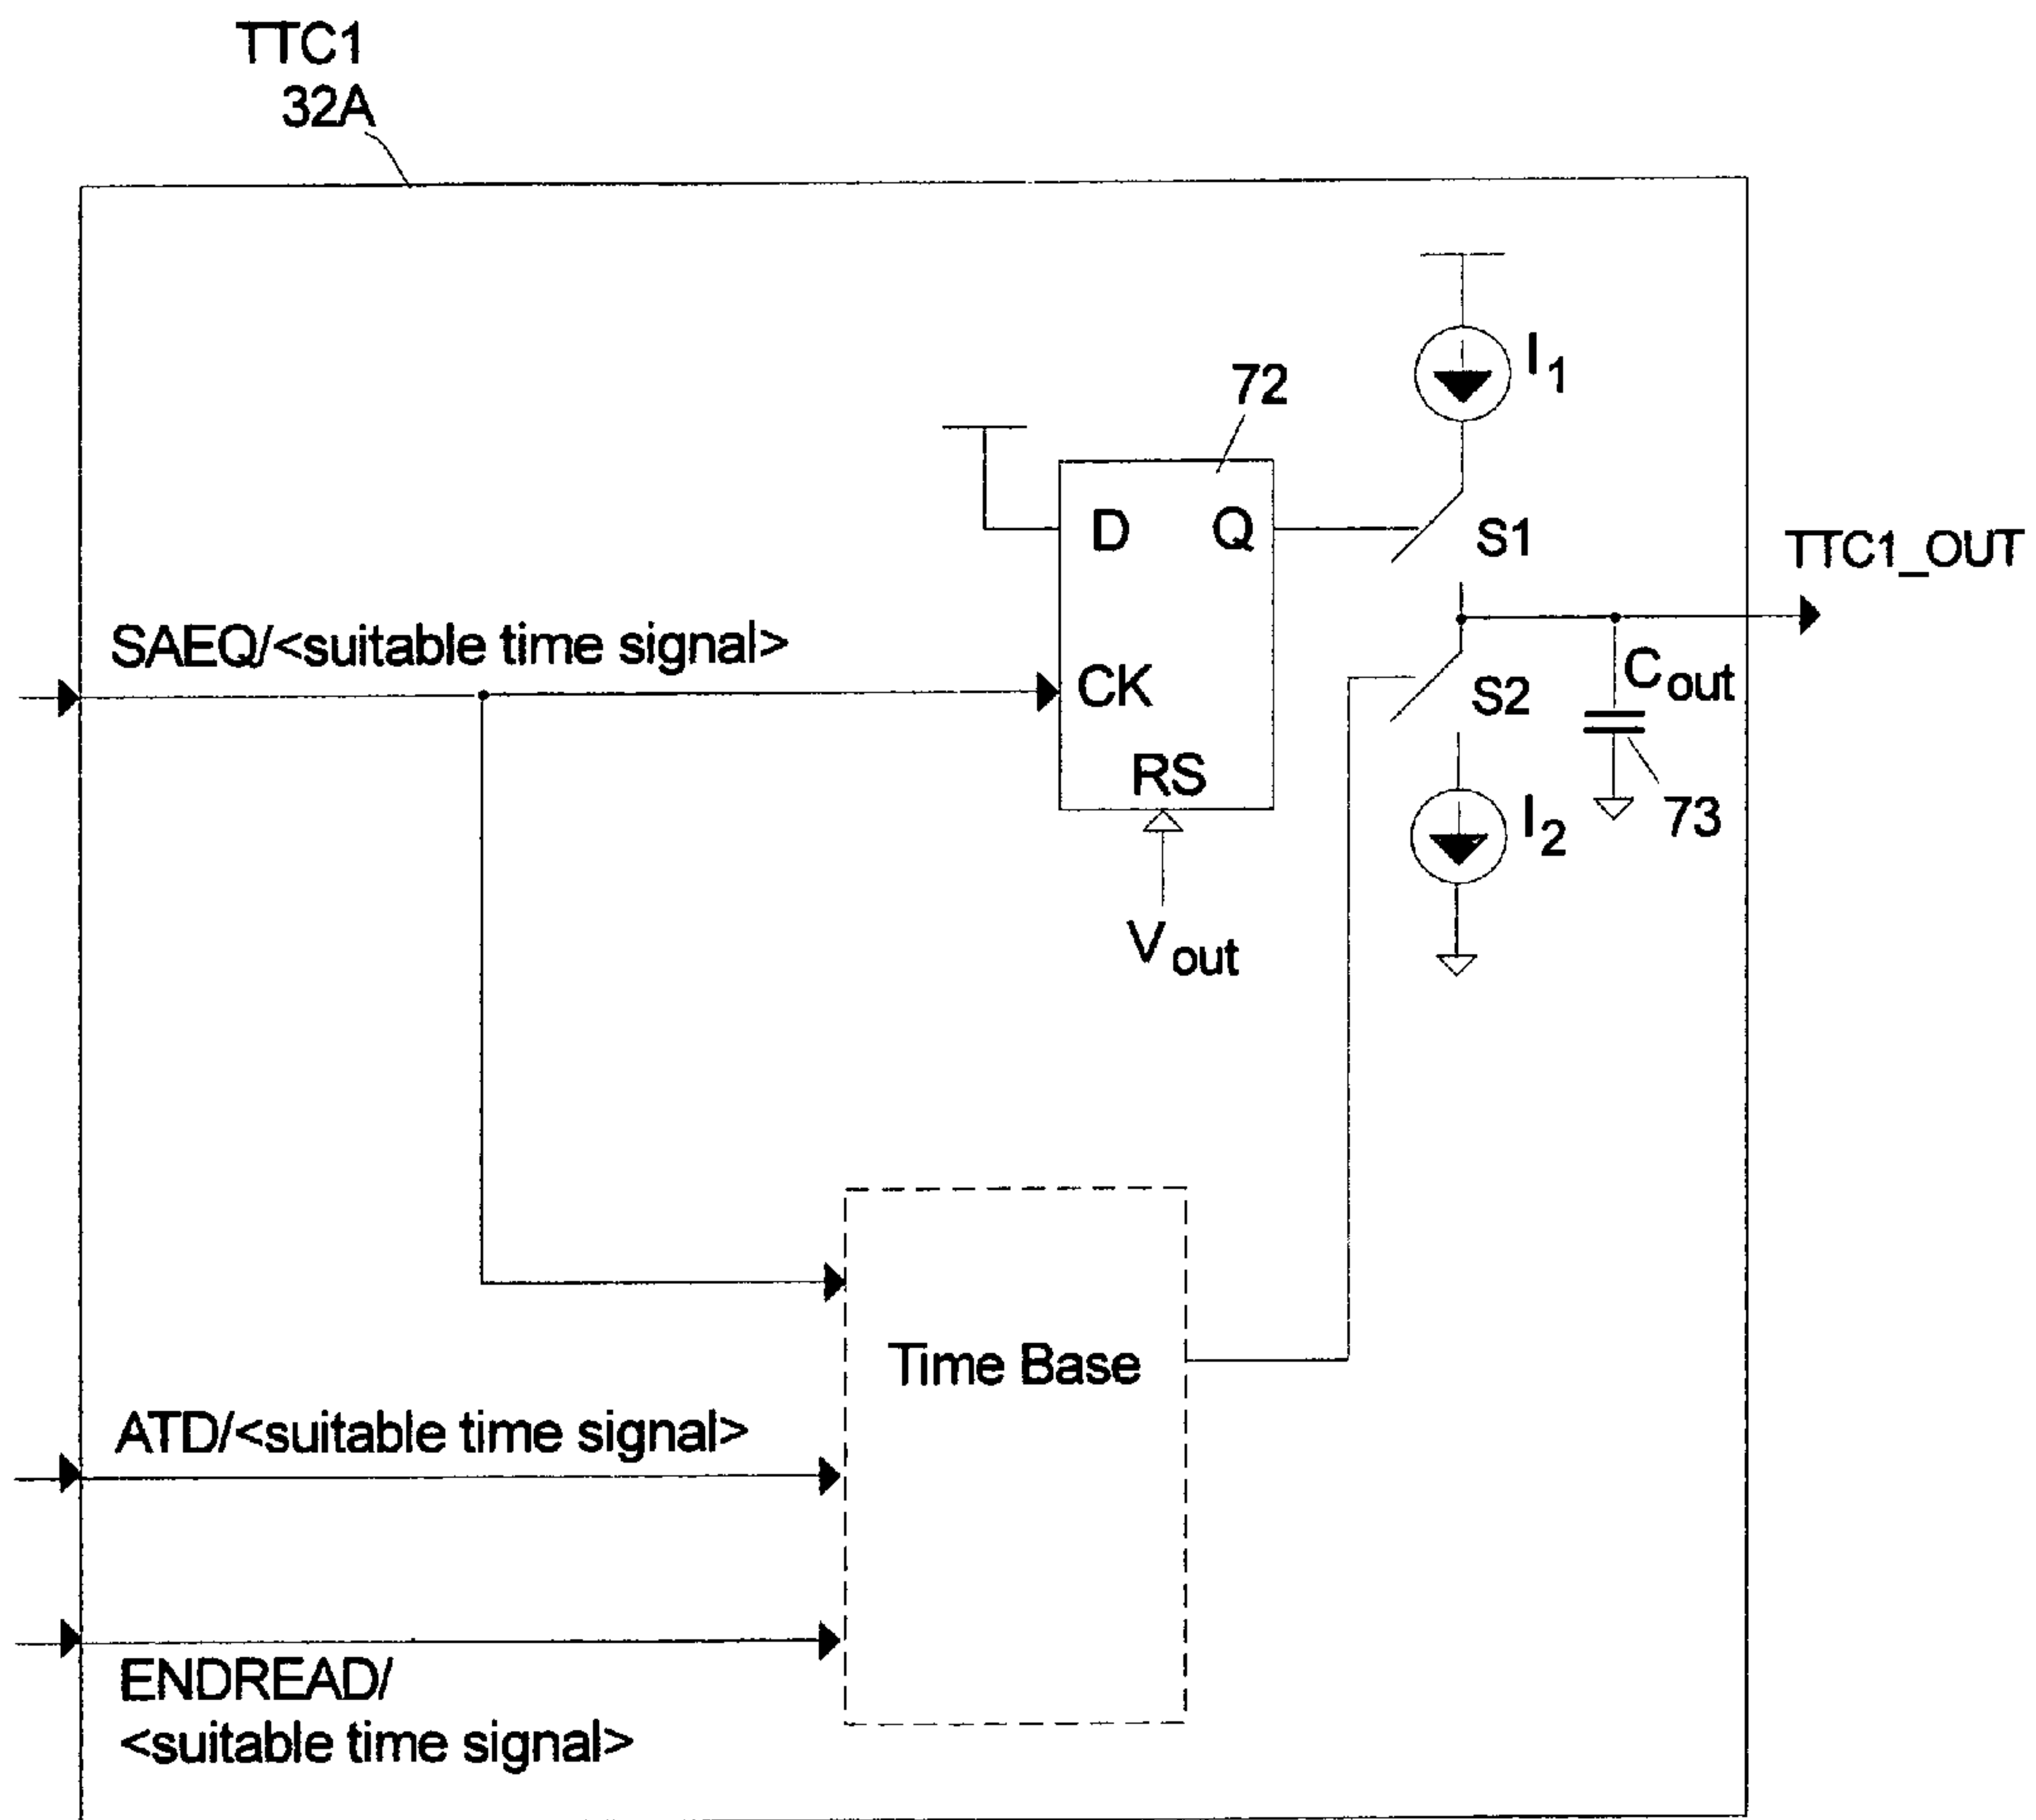 TTC1
32A
I1
72
D
Q
S1
TTC1_OUT
SAEQ/<suitable time signal>
CK
S2
Cout
RS
I2
73
Vout
Time Base
ATD/<suitable time signal>
ENDREAD/
<suitable time signal>